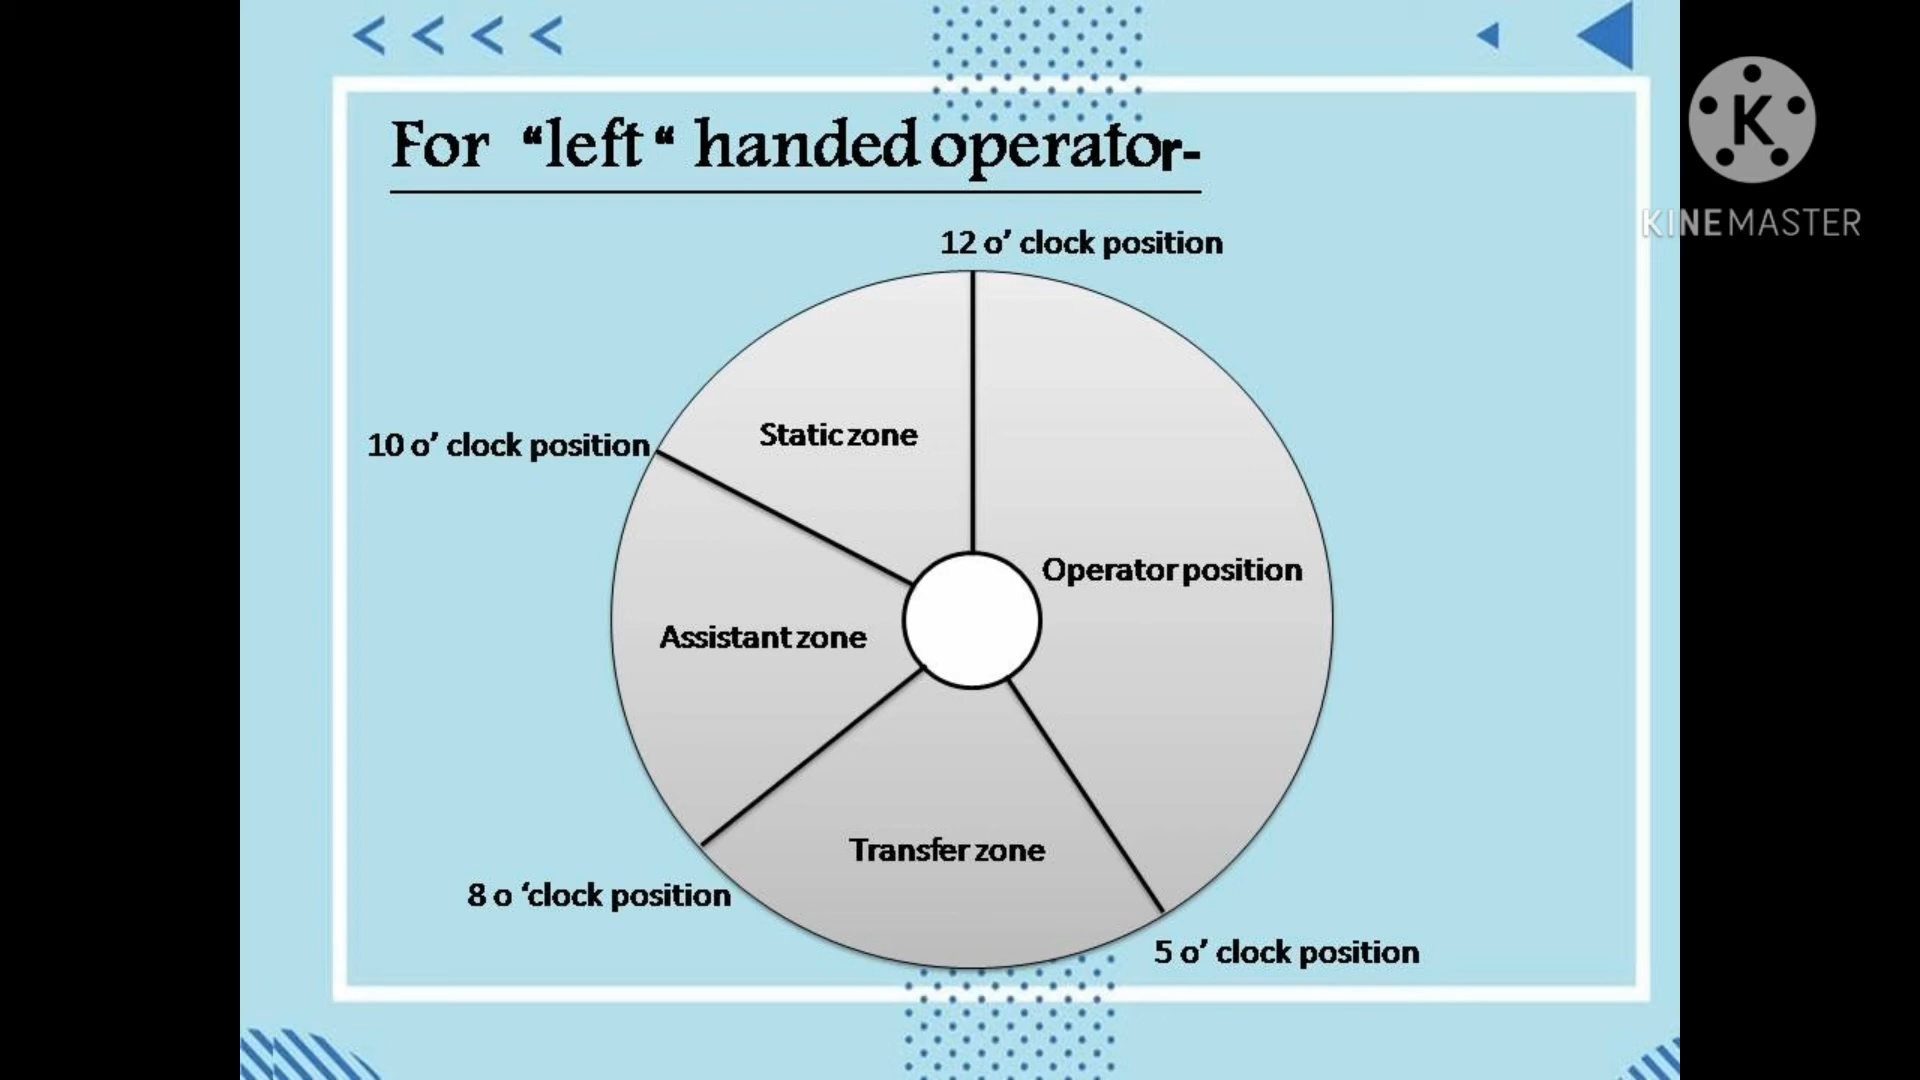 For “left “ handed operator-
K
KINEMASTER
12 o’ clock position
10 o’ clock position
Static zone
Operator position
Assistant zone
Transfer zone
8 o ‘clock position
5 o’ clock position